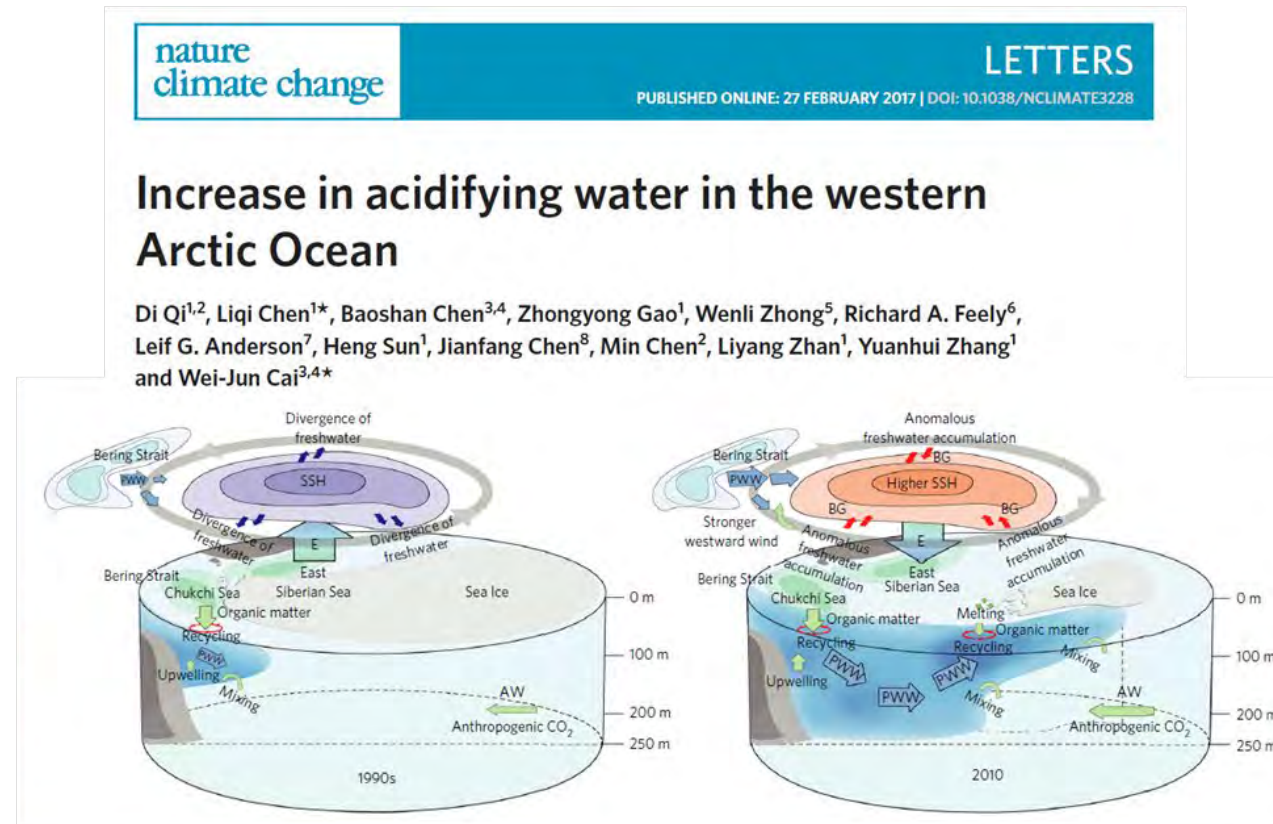 nature
climate change
LETTERS
PUBLISHED ONLINE: 27 FEBRUARY 2017 | DOI: 10.1038/NCLIMATE3228
Increase in acidifying water in the western
Arctic Ocean
Di Qi1,2, Liqi Chen1*, Baoshan Chen3,4, Zhongyong Gao1, Wenli Zhong5, Richard A. Feely6,
Leif G. Anderson7, Heng Sun1, Jianfang Chen8, Min Chen2, Liyang Zhan1, Yuanhui Zhang1
and Wei-Jun Cai3,4*
Divergence of
freshwater
Bering Strait
PWW
SSH
Divergence of
freshwater
Divergence of
freshwater
E
Bering Strait
Chukchi Sea
East
Siberian Sea
Sea Ice
Organic matter
Recycling
PWW
Upwelling
Mixing
AW
Anthropogenic CO2
0 m
100 m
200 m
250 m
1990s
Anomalous
freshwater accumulation
BG
Bering Strait
PWW
Higher SSH
BG
BG
Stronger
westward wind
Anomalous
freshwater
accumulation
Anomalous
freshwater
accumulation
E
Bering Strait
Chukchi Sea
East
Siberian Sea
Sea Ice
Melting
Organic matter
Organic matter
Recycling
Recycling
PWW
PWW
PWW
Upwelling
Mixing
Mixing
AW
Anthropogenic CO2
0 m
100 m
200 m
250 m
2010